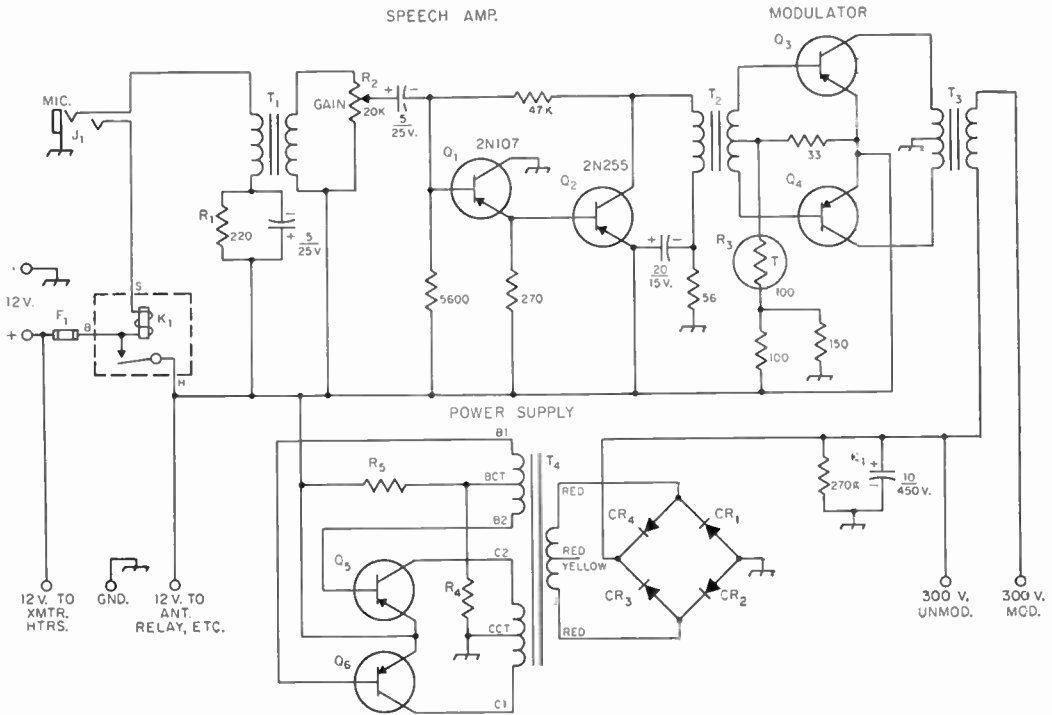 SPEECH AMP.
MODULATOR
MIC.
J1
T1
R2
GAIN
20K
+ -
5
25V.
47K
Q1
2N107
Q2
2N255
T2
Q3
33
Q4
T3
R1
220
-
+
5
25V
5600
270
+ -
20
15V.
56
R3
T
100
100
150
12 V.
+
F1
B
S
K1
H
POWER SUPPLY
B1
R5
BCT
B2
T4
RED
CR4
CR1
RED
YELLOW
CR3
CR2
RED
Q5
C2
R4
CCT
Q6
C1
270K
+
-
10
450V.
12 V. TO
XMTR.
HTRS.
GND.
12 V. TO
ANT.
RELAY, ETC.
300 V.
UNMOD.
300 V.
MOD.